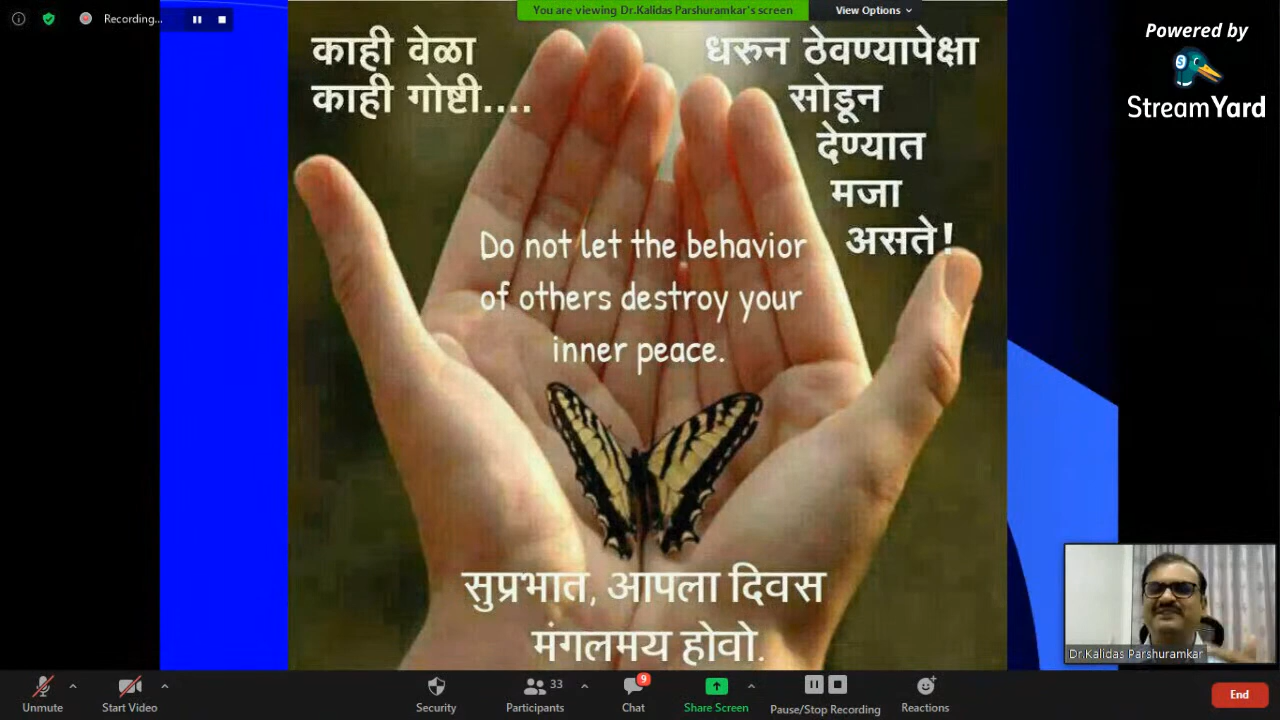 Recording...
You are viewing Dr.Kalidas Parshuramkar's screen
View Options
Powered by
StreamYard
काही वेळा
काही गोष्टी....
धरुन ठेवण्यापेक्षा
सोडून
देण्यात
मजा
असते!
Do not let the behavior
of others destroy your
inner peace.
सुप्रभात, आपला दिवस
मंगलमय होवो.
Dr.Kalidas Parshuramkar
Unmute
Start Video
Security
33
Participants
9
Chat
Share Screen
Pause/Stop Recording
Reactions
End